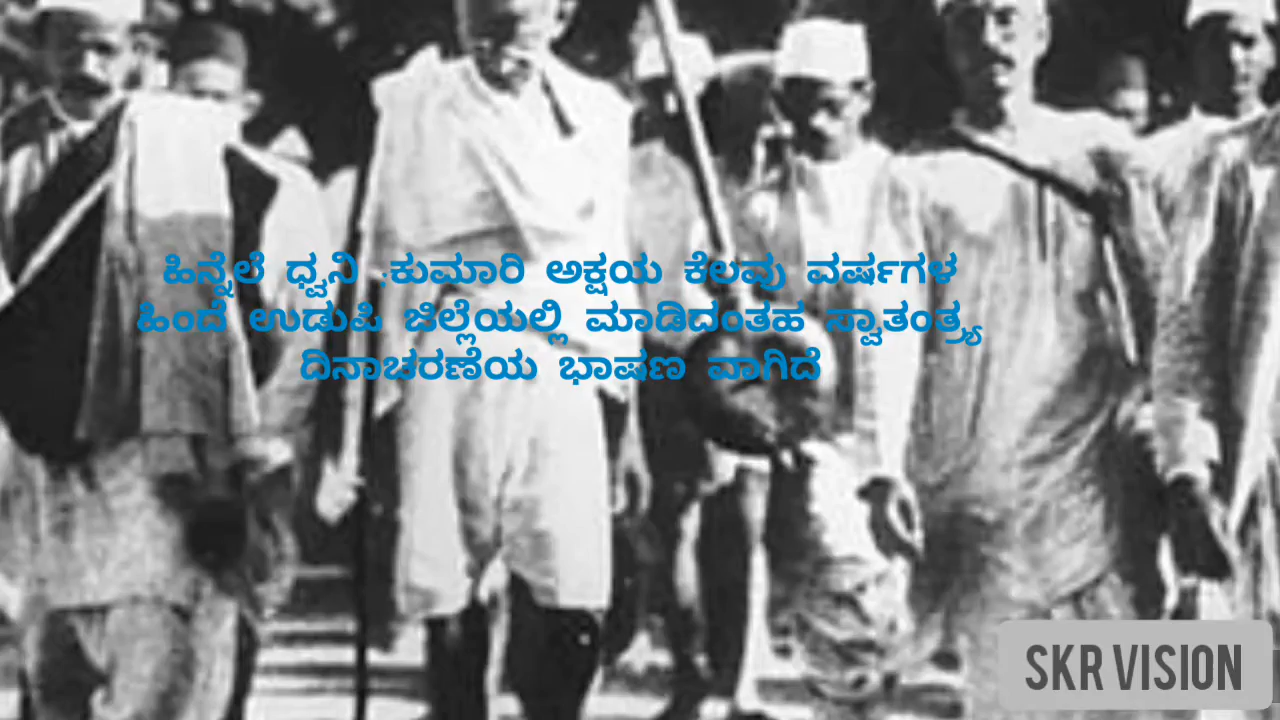 ಹಿನ್ನೆಲೆ ಧ್ವನಿ :ಕುಮಾರಿ ಅಕ್ಷಯ ಕೆಲವು ವರ್ಷಗಳ
ಹಿಂದೆ ಉಡುಪಿ ಜಿಲ್ಲೆಯಲ್ಲಿ ಮಾಡಿದಂತಹ ಸ್ವಾತಂತ್ರ್ಯ
ದಿನಾಚರಣೆಯ ಭಾಷಣ ವಾಗಿದೆ
SKR VISION